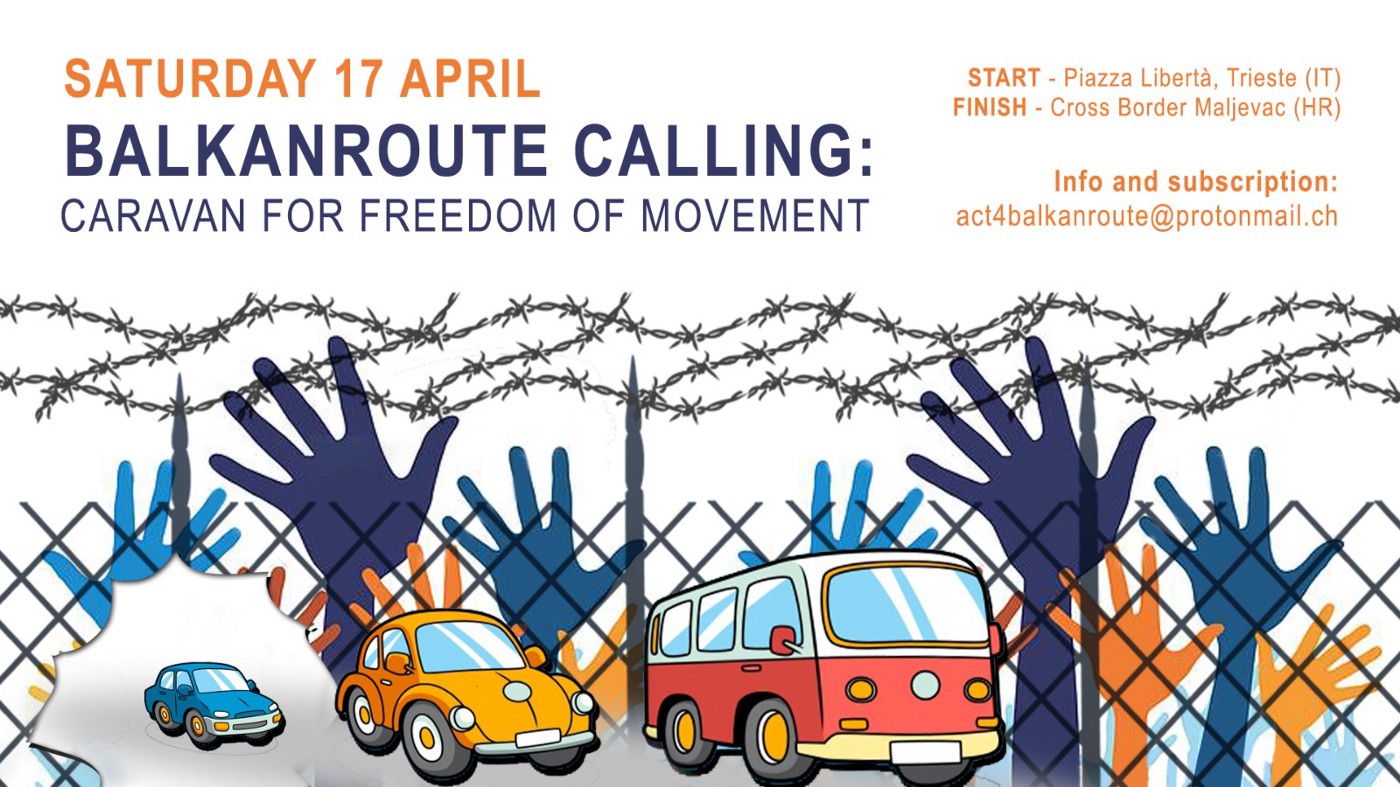 SATURDAY 17 APRIL
BALKANROUTE CALLING:
CARAVAN FOR FREEDOM OF MOVEMENT
START - Piazza Libertà, Trieste (IT)
FINISH - Cross Border Maljevac (HR)
Info and subscription:
act4balkanroute@protonmail.ch